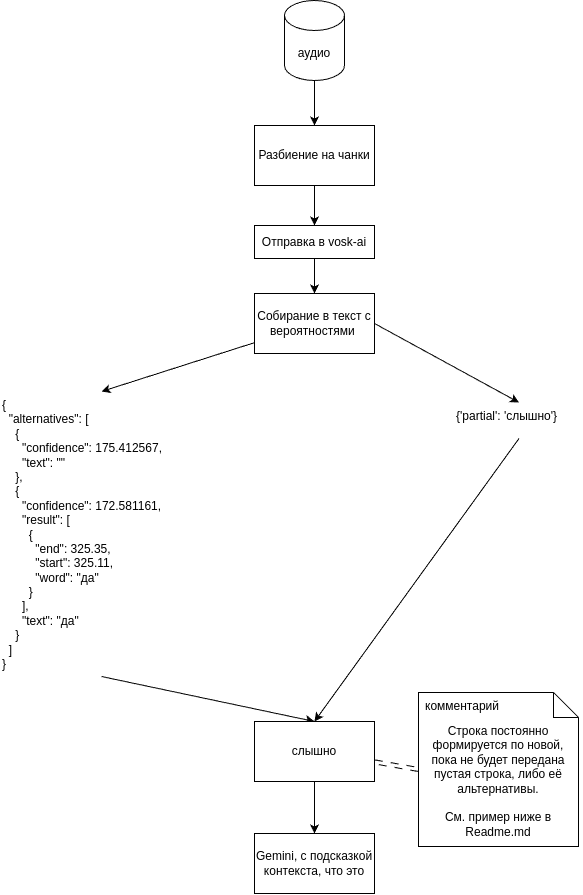 аудио
Разбиение на чанки
Отправка в vosk-ai
Собирание в текст с
вероятностями
{
  "alternatives": [
    {
      "confidence": 175.412567,
      "text": ""
    },
    {
      "confidence": 172.581161,
      "result": [
        {
          "end": 325.35,
          "start": 325.11,
          "word": "да"
        }
      ],
      "text": "да"
    }
  ]
}
{'partial': 'слышно'}
слышно
комментарий
Строка постоянно
формируется по новой,
пока не будет передана
пустая строка, либо её
альтернативы.
См. пример ниже в
Readme.md
Gemini, с подсказкой
контекста, что это